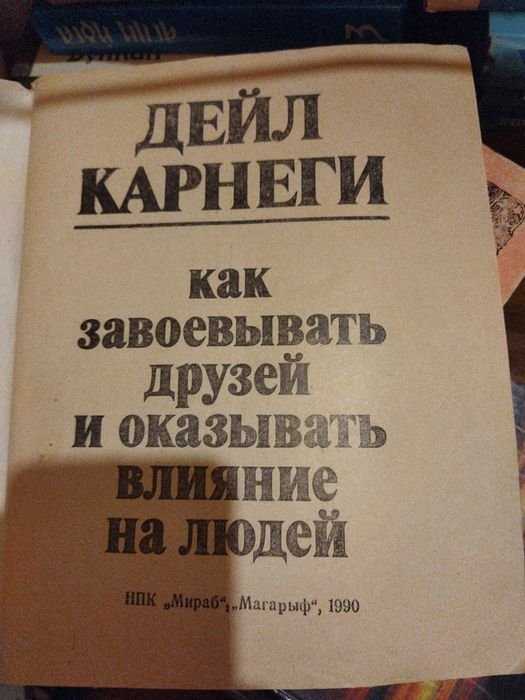 ДЕЙЛ
КАРНЕГИ
как
завоевывать
друзей
и оказывать
влияние
на людей
НПК „Мираб“, „Магарыф“, 1990